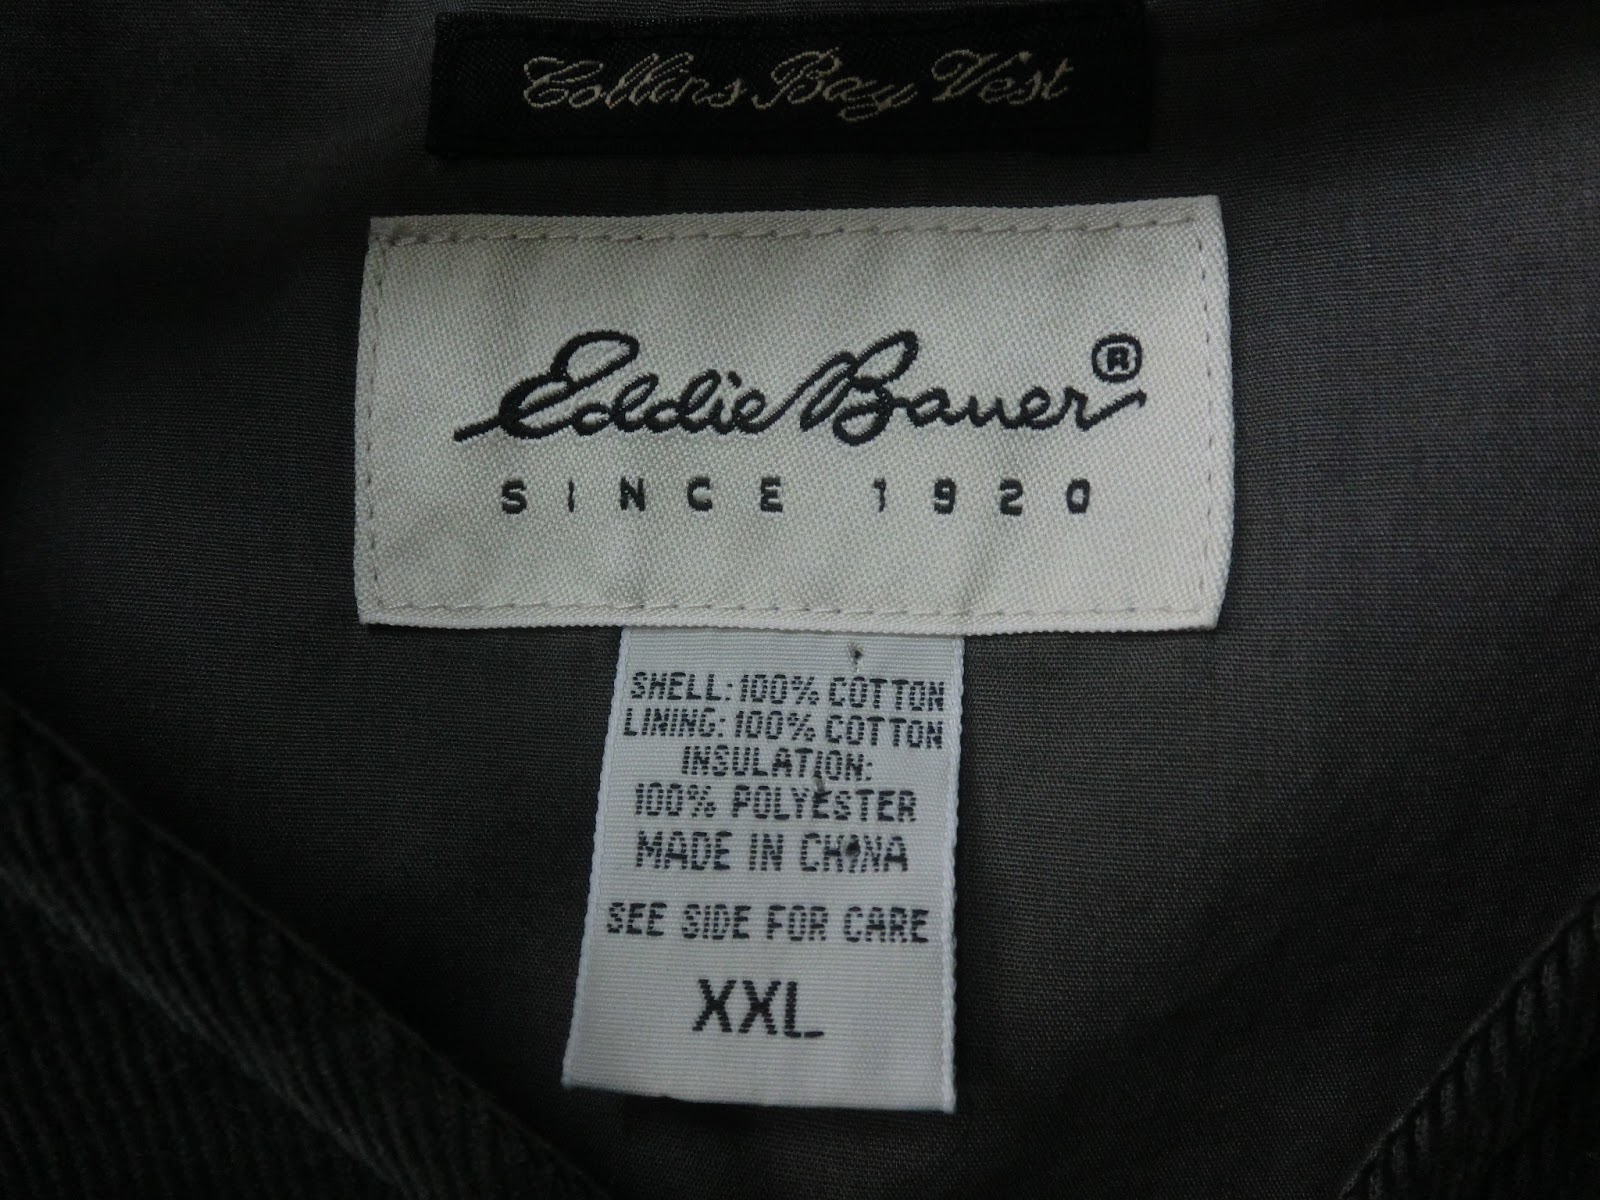 Collins Bay Vest
Eddie Bauer®
SINCE 1920
SHELL: 100% COTTON
LINING: 100% COTTON
INSULATION:
100% POLYESTER
MADE IN CHINA
SEE SIDE FOR CARE
XXL